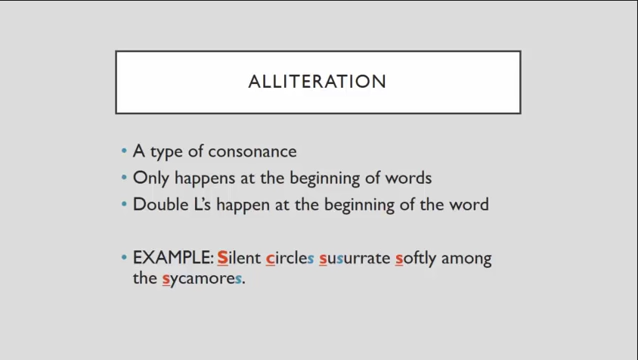 ALLITERATION
• A type of consonance
• Only happens at the beginning of words
• Double L's happen at the beginning of the word
• EXAMPLE: Silent circles susurrate softly among
the sycamores.